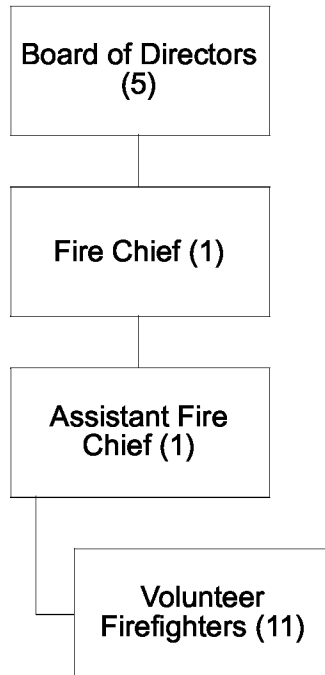 Board of Directors
(5)
Fire Chief (1)
Assistant Fire
Chief (1)
Volunteer
Firefighters (11)